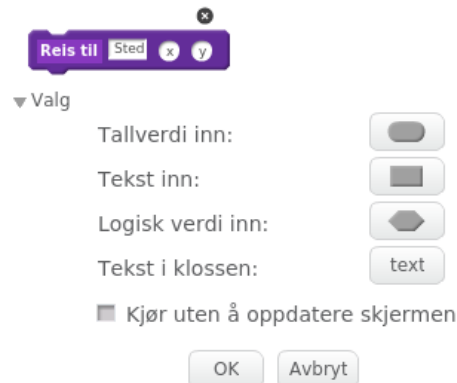 Reis til Sted x y
Valg
Tallverdi inn:
Tekst inn:
Logisk verdi inn:
Tekst i klossen: text
Kjør uten å oppdatere skjermen
OK Avbryt